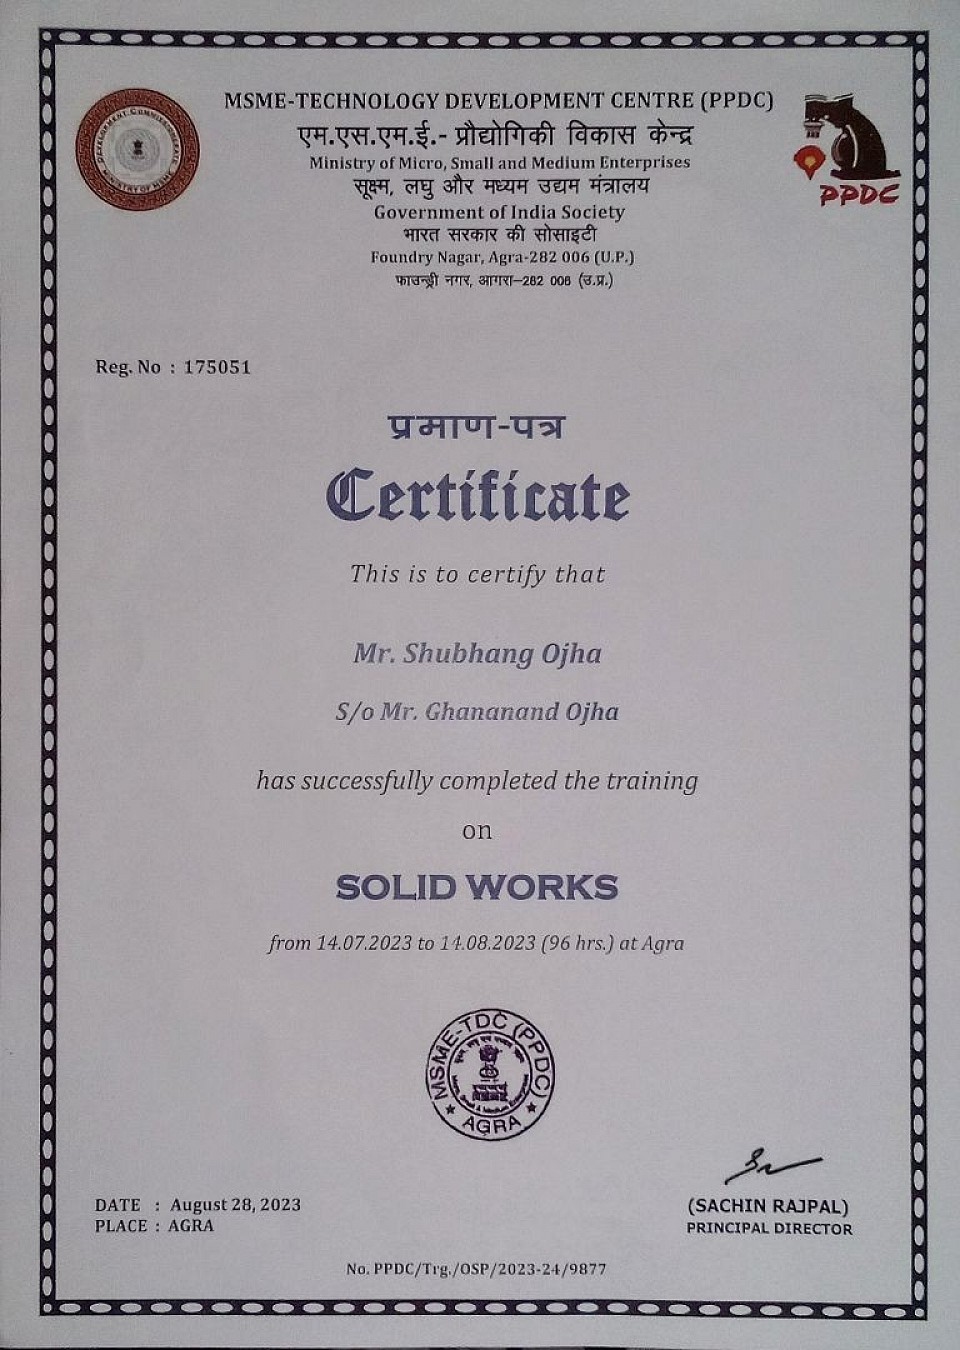 MSME-TECHNOLOGY DEVELOPMENT CENTRE (PPDC)
एम.एस.एम.ई.- प्रौद्योगिकी विकास केन्द्र
Ministry of Micro, Small and Medium Enterprises
सूक्ष्म, लघु और मध्यम उद्यम मंत्रालय
Government of India Society
भारत सरकार की सोसाइटी
Foundry Nagar, Agra-282 006 (U.P.)
फाउन्ड्री नगर, आगरा–282 006 (उ.प्र.)
DEVELOPMENT COMMISSIONERATE
MINISTRY OF MSME
PPDC
Reg. No : 175051
प्रमाण-पत्र
Certificate
This is to certify that
Mr. Shubhang Ojha
S/o Mr. Ghananand Ojha
has successfully completed the training
on
SOLID WORKS
from 14.07.2023 to 14.08.2023 (96 hrs.) at Agra
MSME-TDC (PPDC)
AGRA
DATE : August 28, 2023
PLACE : AGRA
(SACHIN RAJPAL)
PRINCIPAL DIRECTOR
No. PPDC/Trg./OSP/2023-24/9877